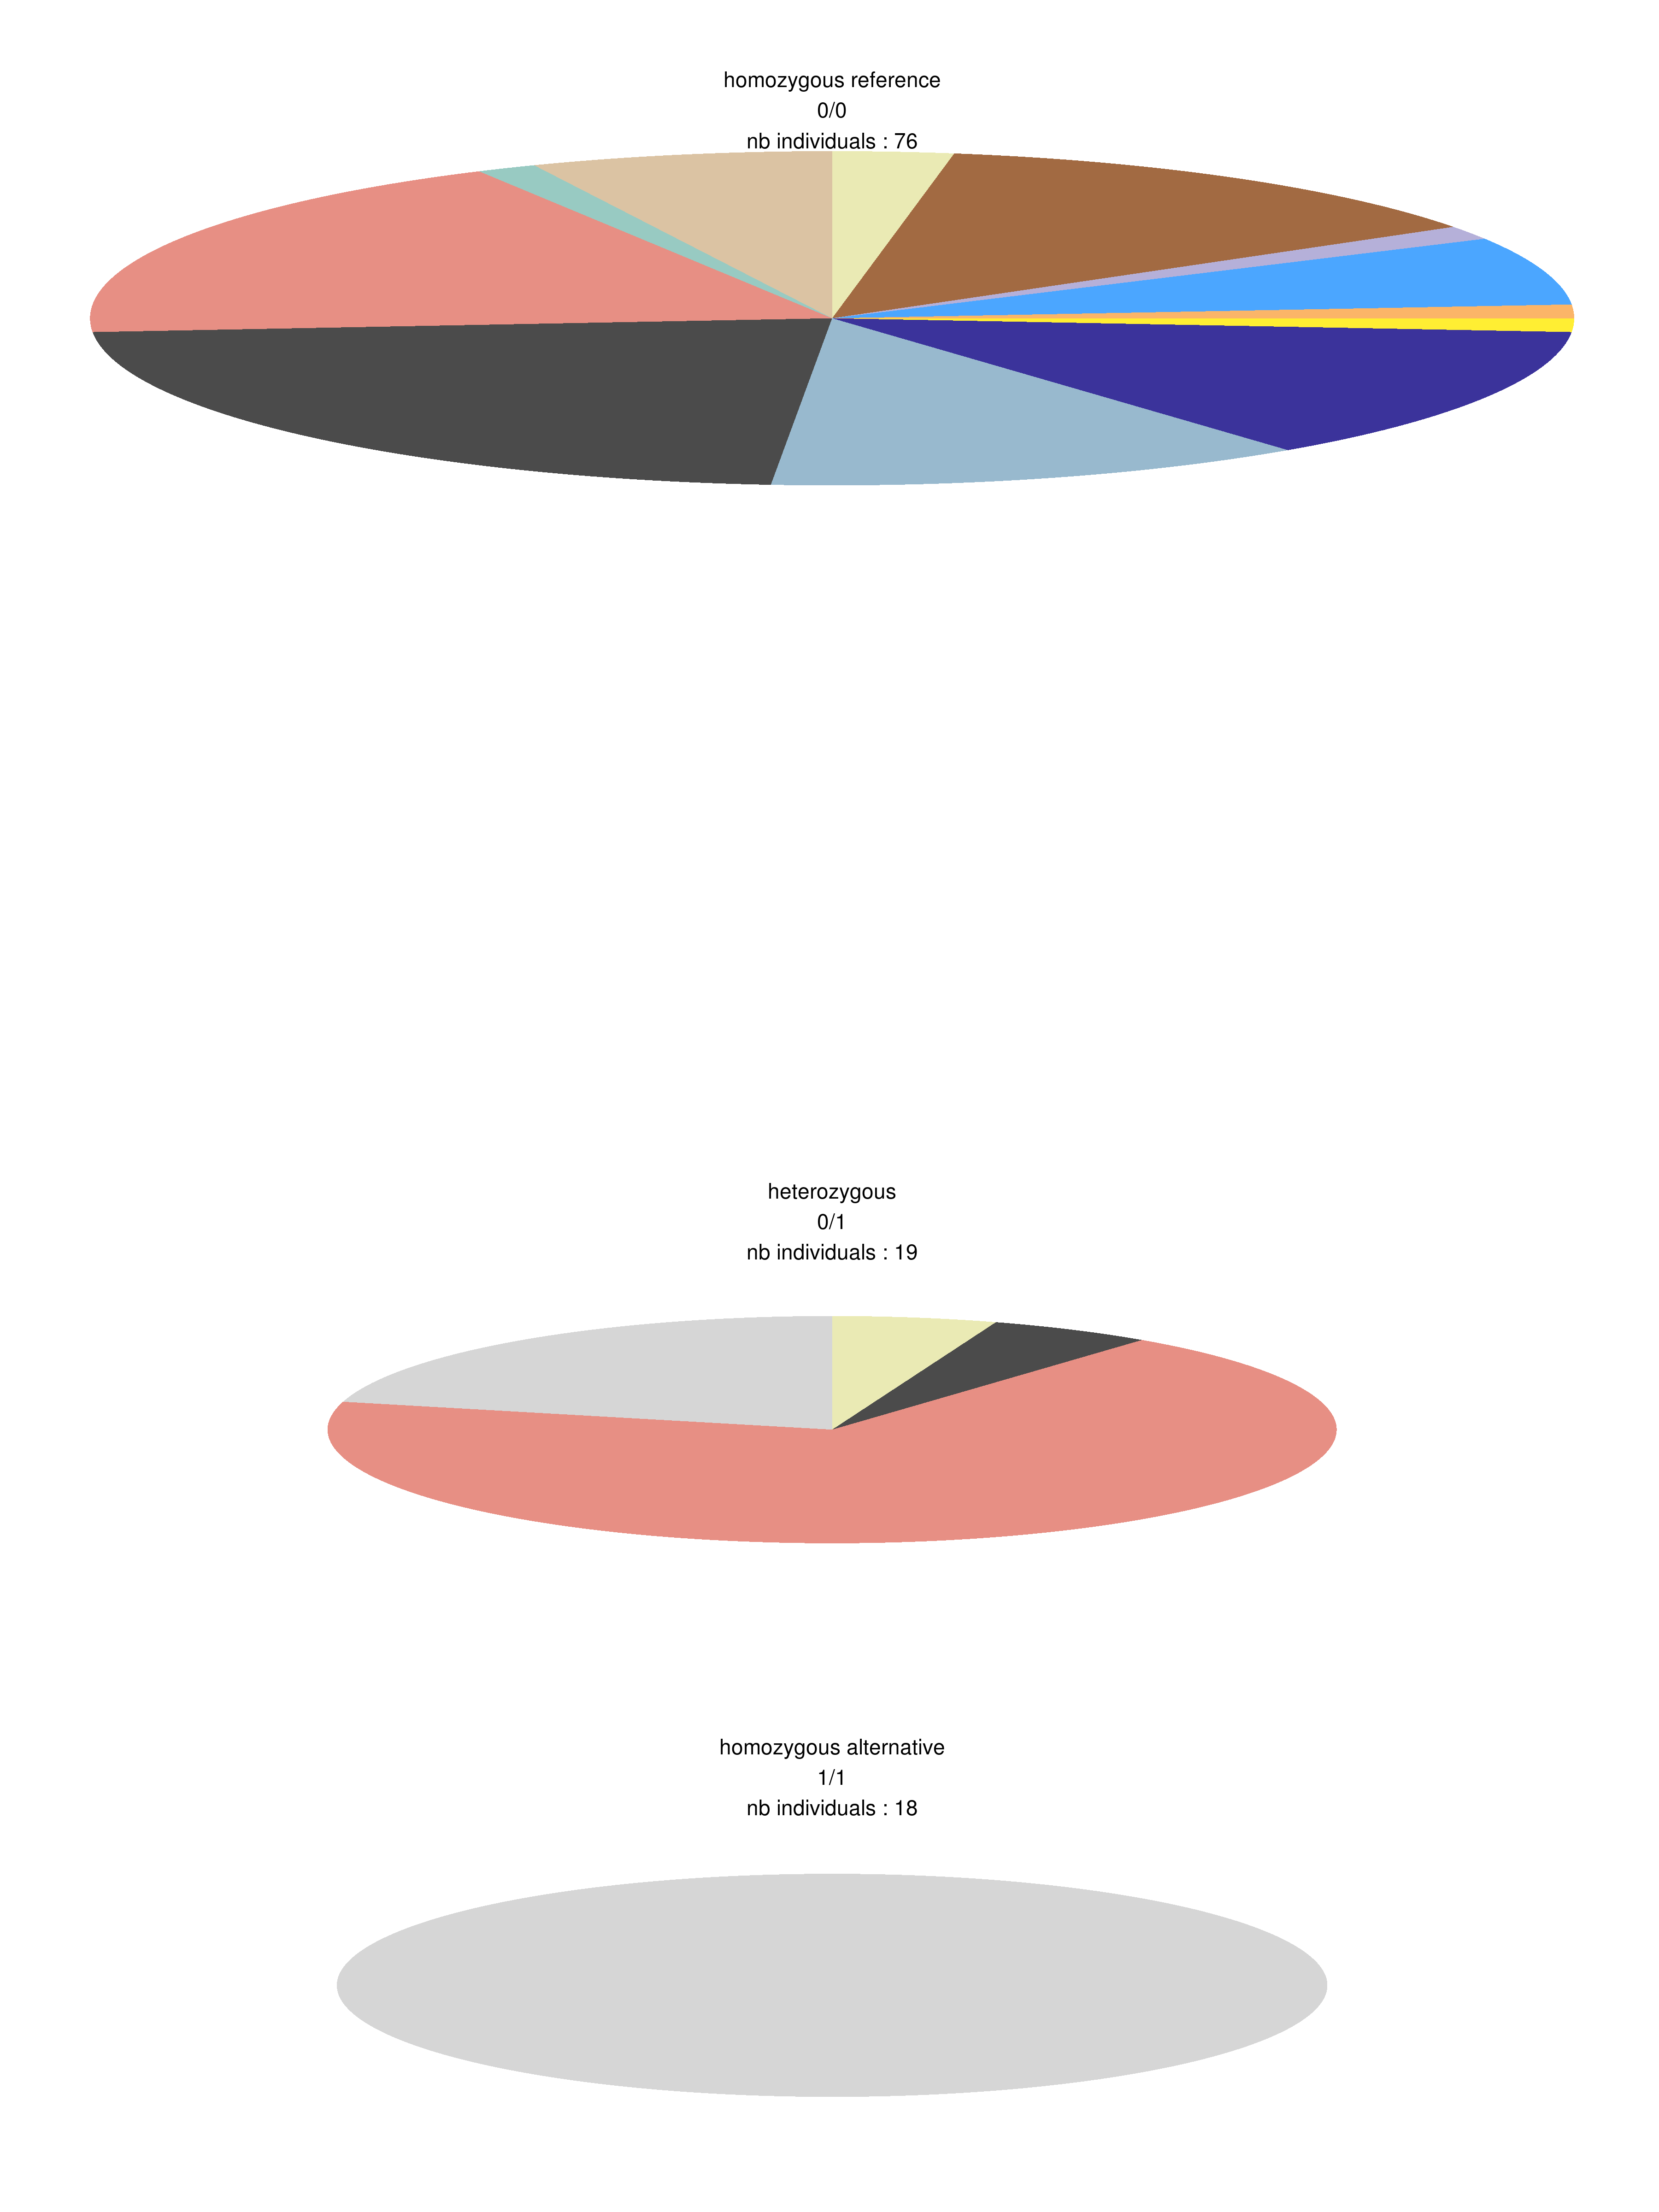 homozygous reference
0/0
nb individuals : 76
heterozygous
0/1
nb individuals : 19
homozygous alternative
1/1
nb individuals : 18